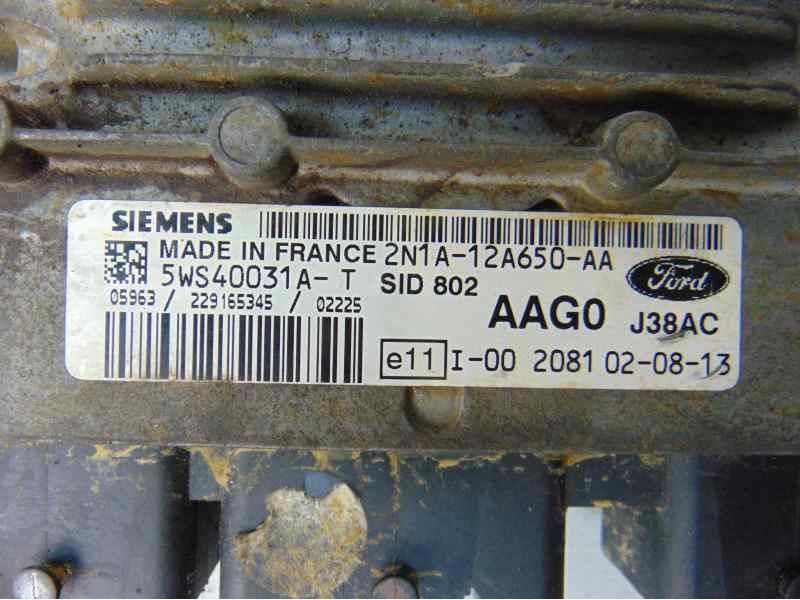 SIEMENS
MADE IN FRANCE 2N1A-12A650-AA
5WS40031A- T SID 802
Ford
05963 / 229165345 / 02225
AAG0 J38AC
e11 I-00 2081 02-08-13